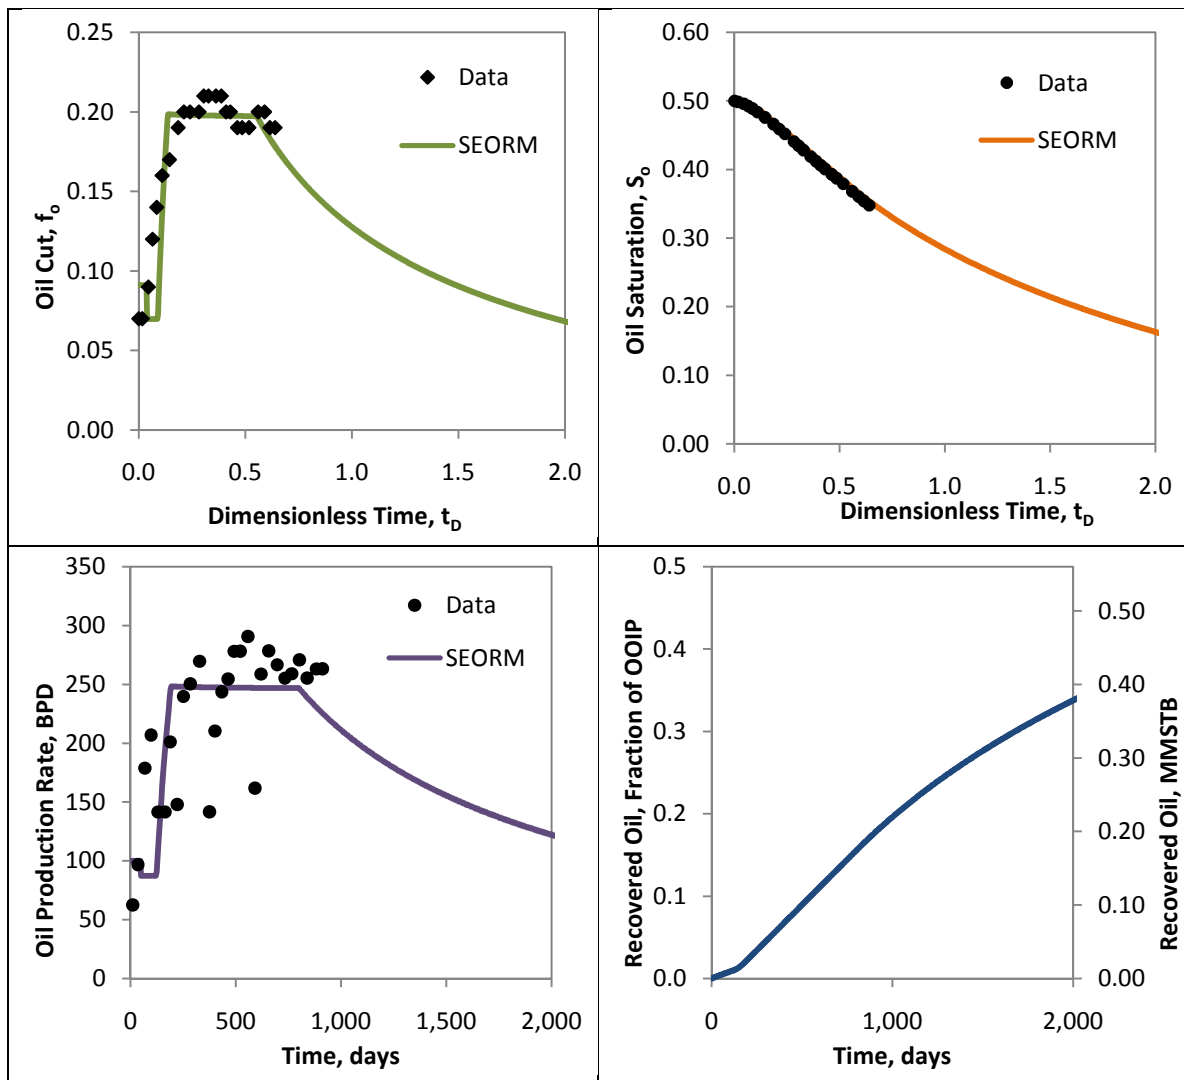 0.25
0.20
0.15
0.10
0.05
0.00
Oil Cut, fₒ
Data
SEORM
0.0 0.5 1.0 1.5 2.0
Dimensionless Time, t_D
0.60
0.50
0.40
0.30
0.20
0.10
0.00
Oil Saturation, Sₒ
Data
SEORM
0.0 0.5 1.0 1.5 2.0
Dimensionless Time, t_D
350
300
250
200
150
100
50
0
Oil Production Rate, BPD
Data
SEORM
0 500 1,000 1,500 2,000
Time, days
0.5
0.4
0.3
0.2
0.1
0.0
Recovered Oil, Fraction of OOIP
0.50
0.40
0.30
0.20
0.10
0.00
Recovered Oil, MMSTB
0 1,000 2,000
Time, days